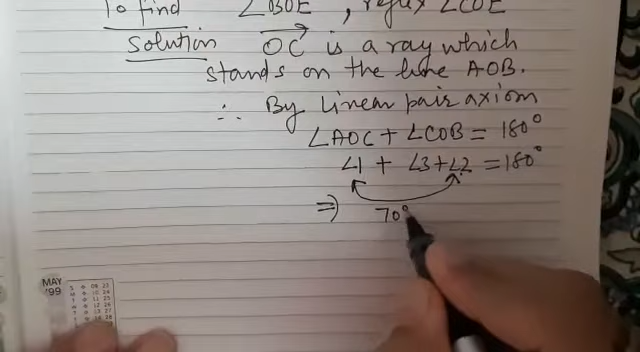 To find ∠BOE, reflex ∠COE
Solution OC is a ray which
stands on the line AOB.
∴ By linear pair axiom
∠AOC + ∠COB = 180°
∠1 + ∠3 + ∠2 = 180°
⇒ 70°
MAY
'99